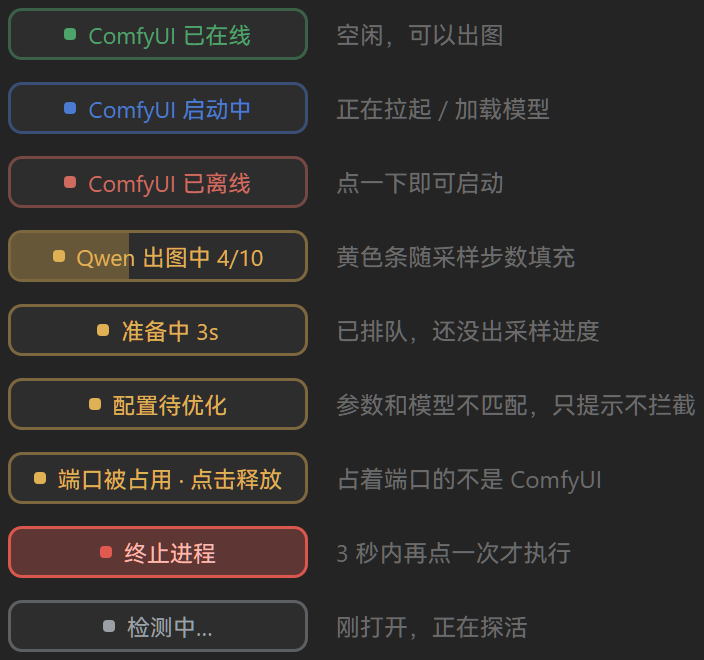 ComfyUI 已在线 空闲，可以出图
ComfyUI 启动中 正在拉起 / 加载模型
ComfyUI 已离线 点一下即可启动
Qwen 出图中 4/10 黄色条随采样步数填充
准备中 3s 已排队，还没出采样进度
配置待优化 参数和模型不匹配，只提示不拦截
端口被占用 · 点击释放 占着端口的不是 ComfyUI
终止进程 3 秒内再点一次才执行
检测中... 刚打开，正在探活